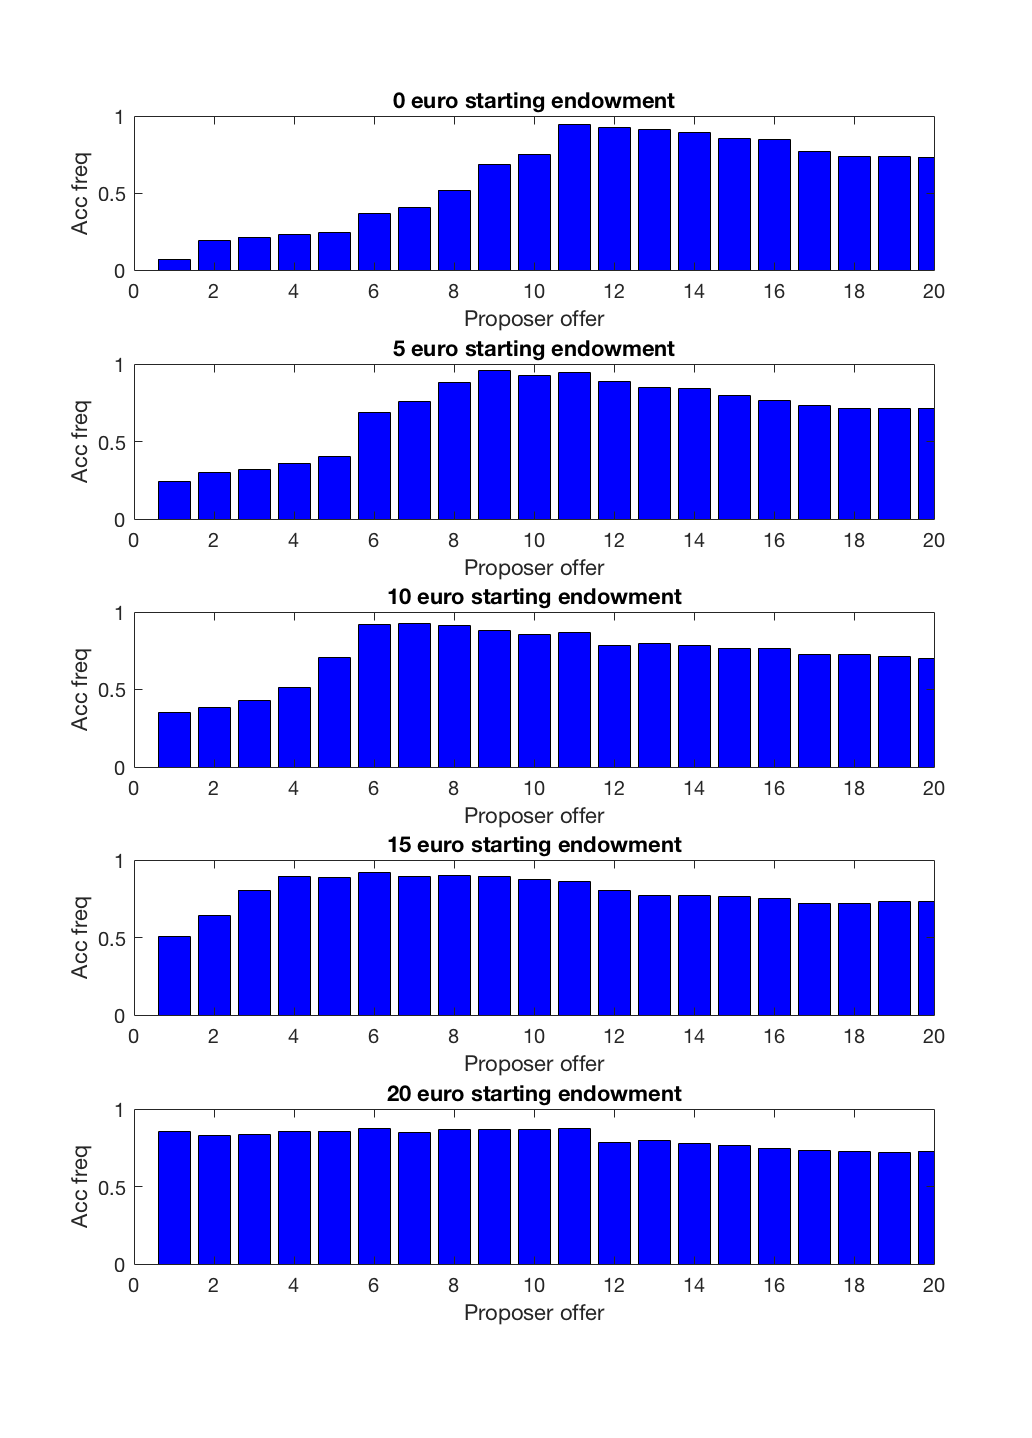 0 euro starting endowment
1
0.5
0
Acc freq
0 2 4 6 8 10 12 14 16 18 20
Proposer offer
5 euro starting endowment
1
0.5
0
Acc freq
0 2 4 6 8 10 12 14 16 18 20
Proposer offer
10 euro starting endowment
1
0.5
0
Acc freq
0 2 4 6 8 10 12 14 16 18 20
Proposer offer
15 euro starting endowment
1
0.5
0
Acc freq
0 2 4 6 8 10 12 14 16 18 20
Proposer offer
20 euro starting endowment
1
0.5
0
Acc freq
0 2 4 6 8 10 12 14 16 18 20
Proposer offer